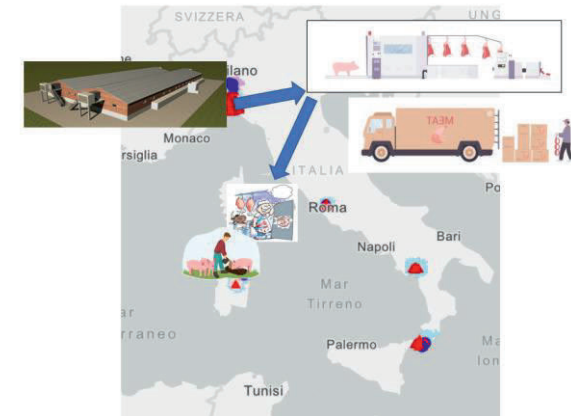 SVIZZERA
UNG
ilano
MEAT
Monaco
rsiglia
ITALIA
Roma
Po
Napoli
Bari
Mar
Tirreno
ar
rraneo
Palermo
Ma
Ion
Tunisi